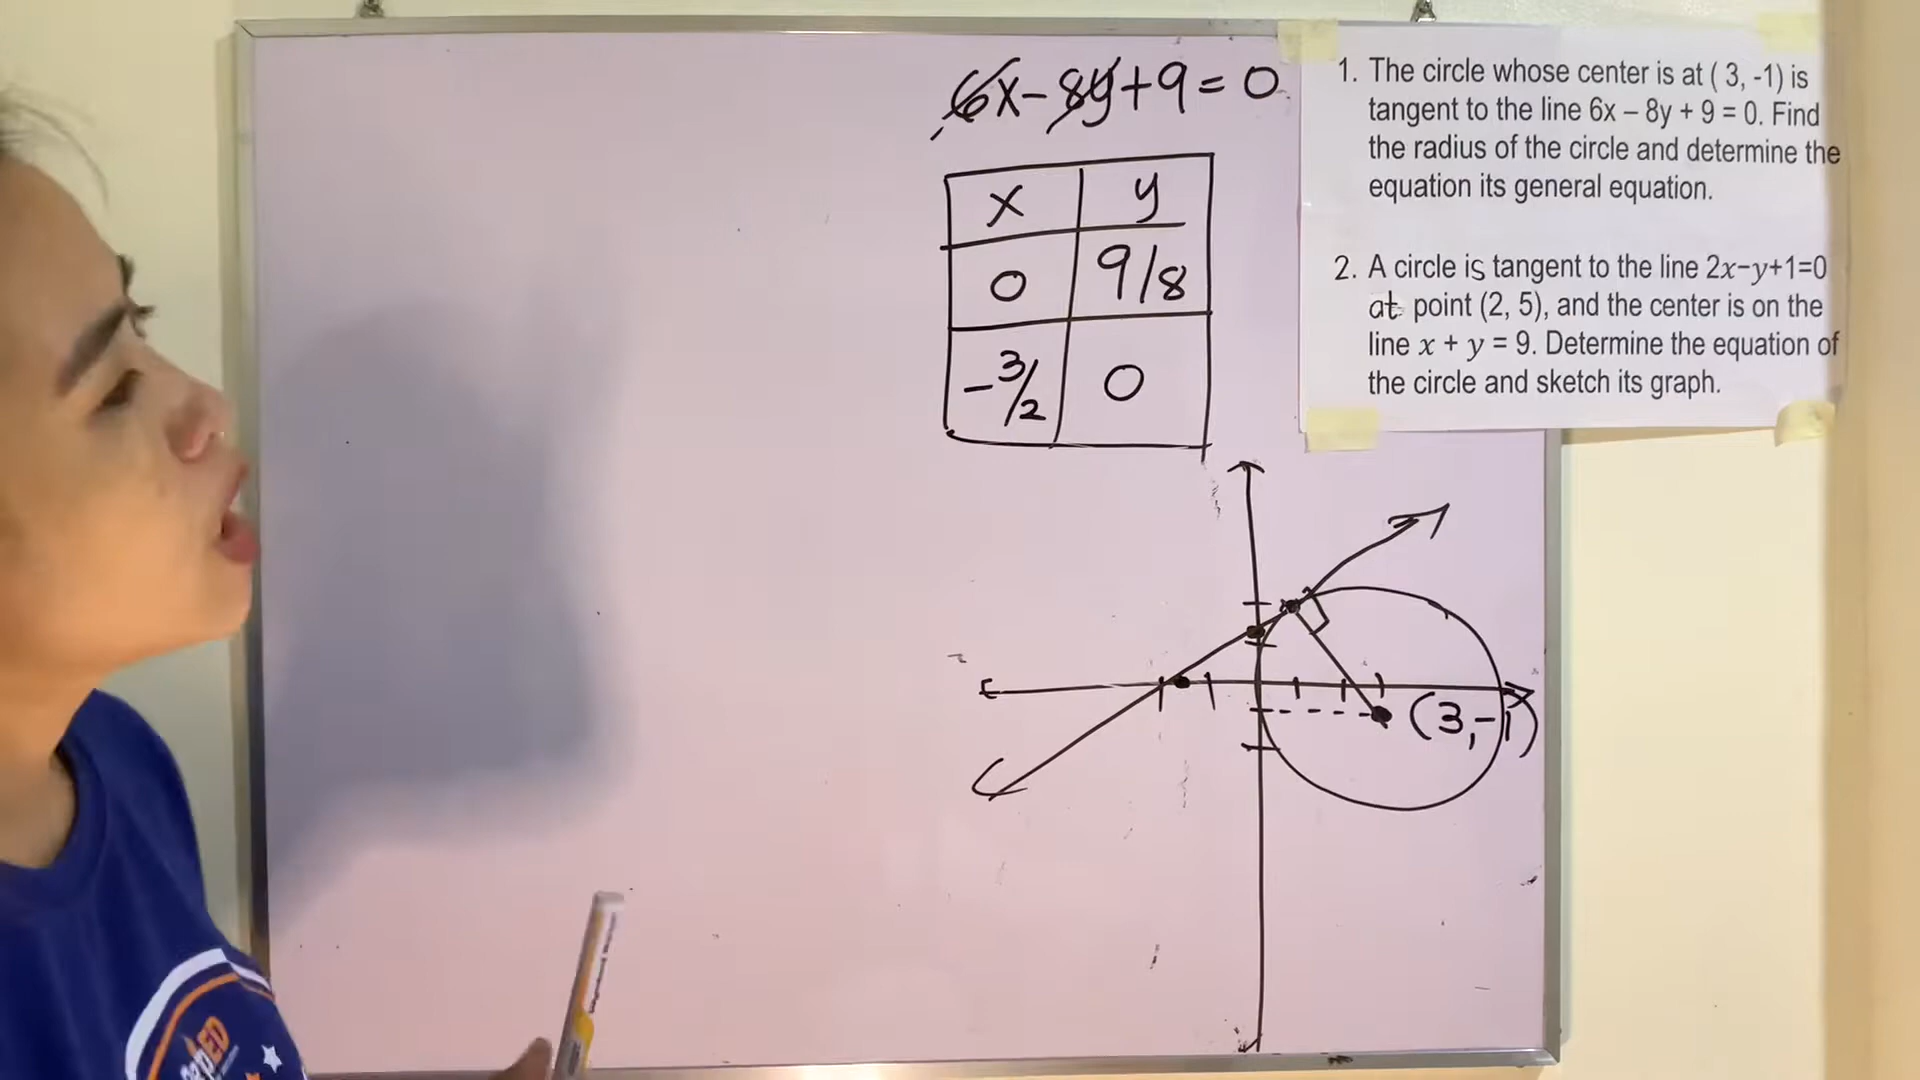 6x-8y+9=0
x y
0 9/8
-3/2 0
(3,-1)
1. The circle whose center is at ( 3, -1) is
tangent to the line 6x – 8y + 9 = 0. Find
the radius of the circle and determine the
equation its general equation.
2. A circle is tangent to the line 2x−y+1=0
at point (2, 5), and the center is on the
line x + y = 9. Determine the equation of
the circle and sketch its graph.